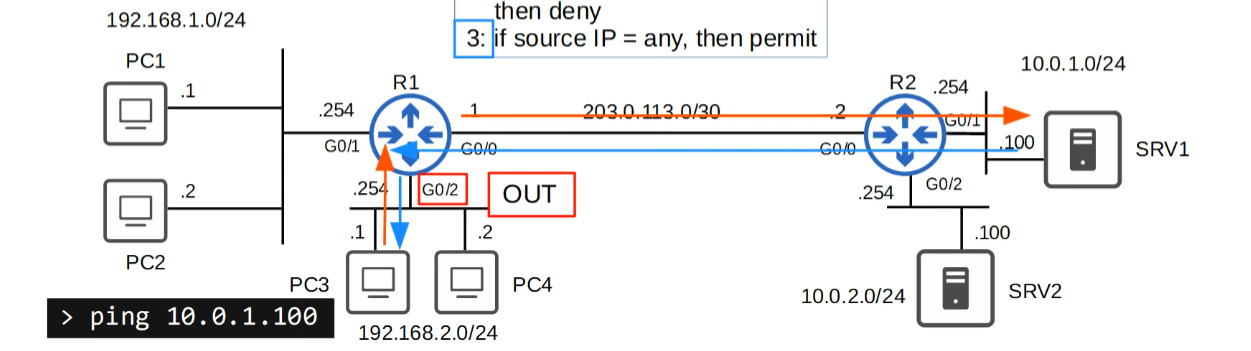 then deny
3: if source IP = any, then permit
192.168.1.0/24
PC1
.1
.254
G0/1
R1
.1
203.0.113.0/30
.2
R2
.254
10.0.1.0/24
G0/1
.100
SRV1
G0/0
G0/0
.2
PC2
.254
G0/2
OUT
.254
G0/2
.1
.2
.100
PC3
PC4
10.0.2.0/24
SRV2
> ping 10.0.1.100
192.168.2.0/24